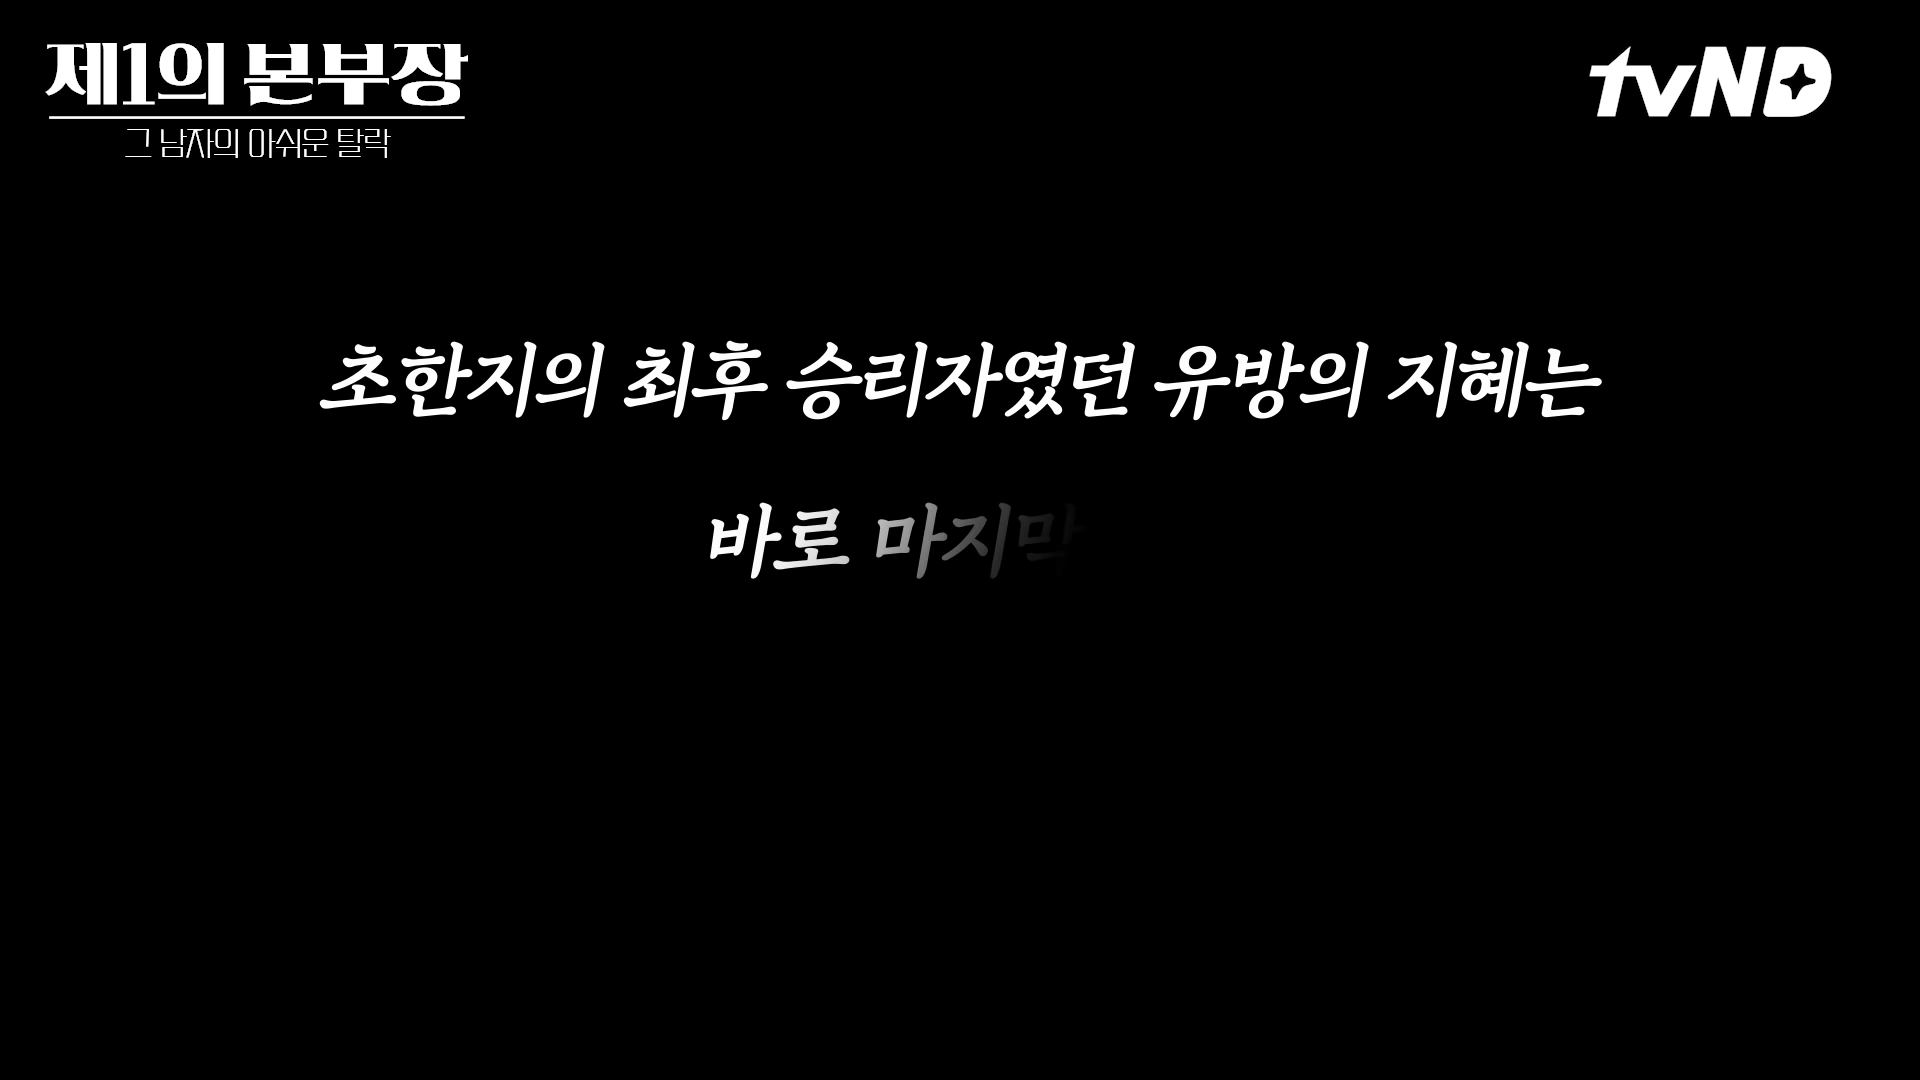 제1의 본부장
그 남자의 아쉬운 탈락
tvND
초한지의 최후 승리자였던 유방의 지혜는
바로 마지막